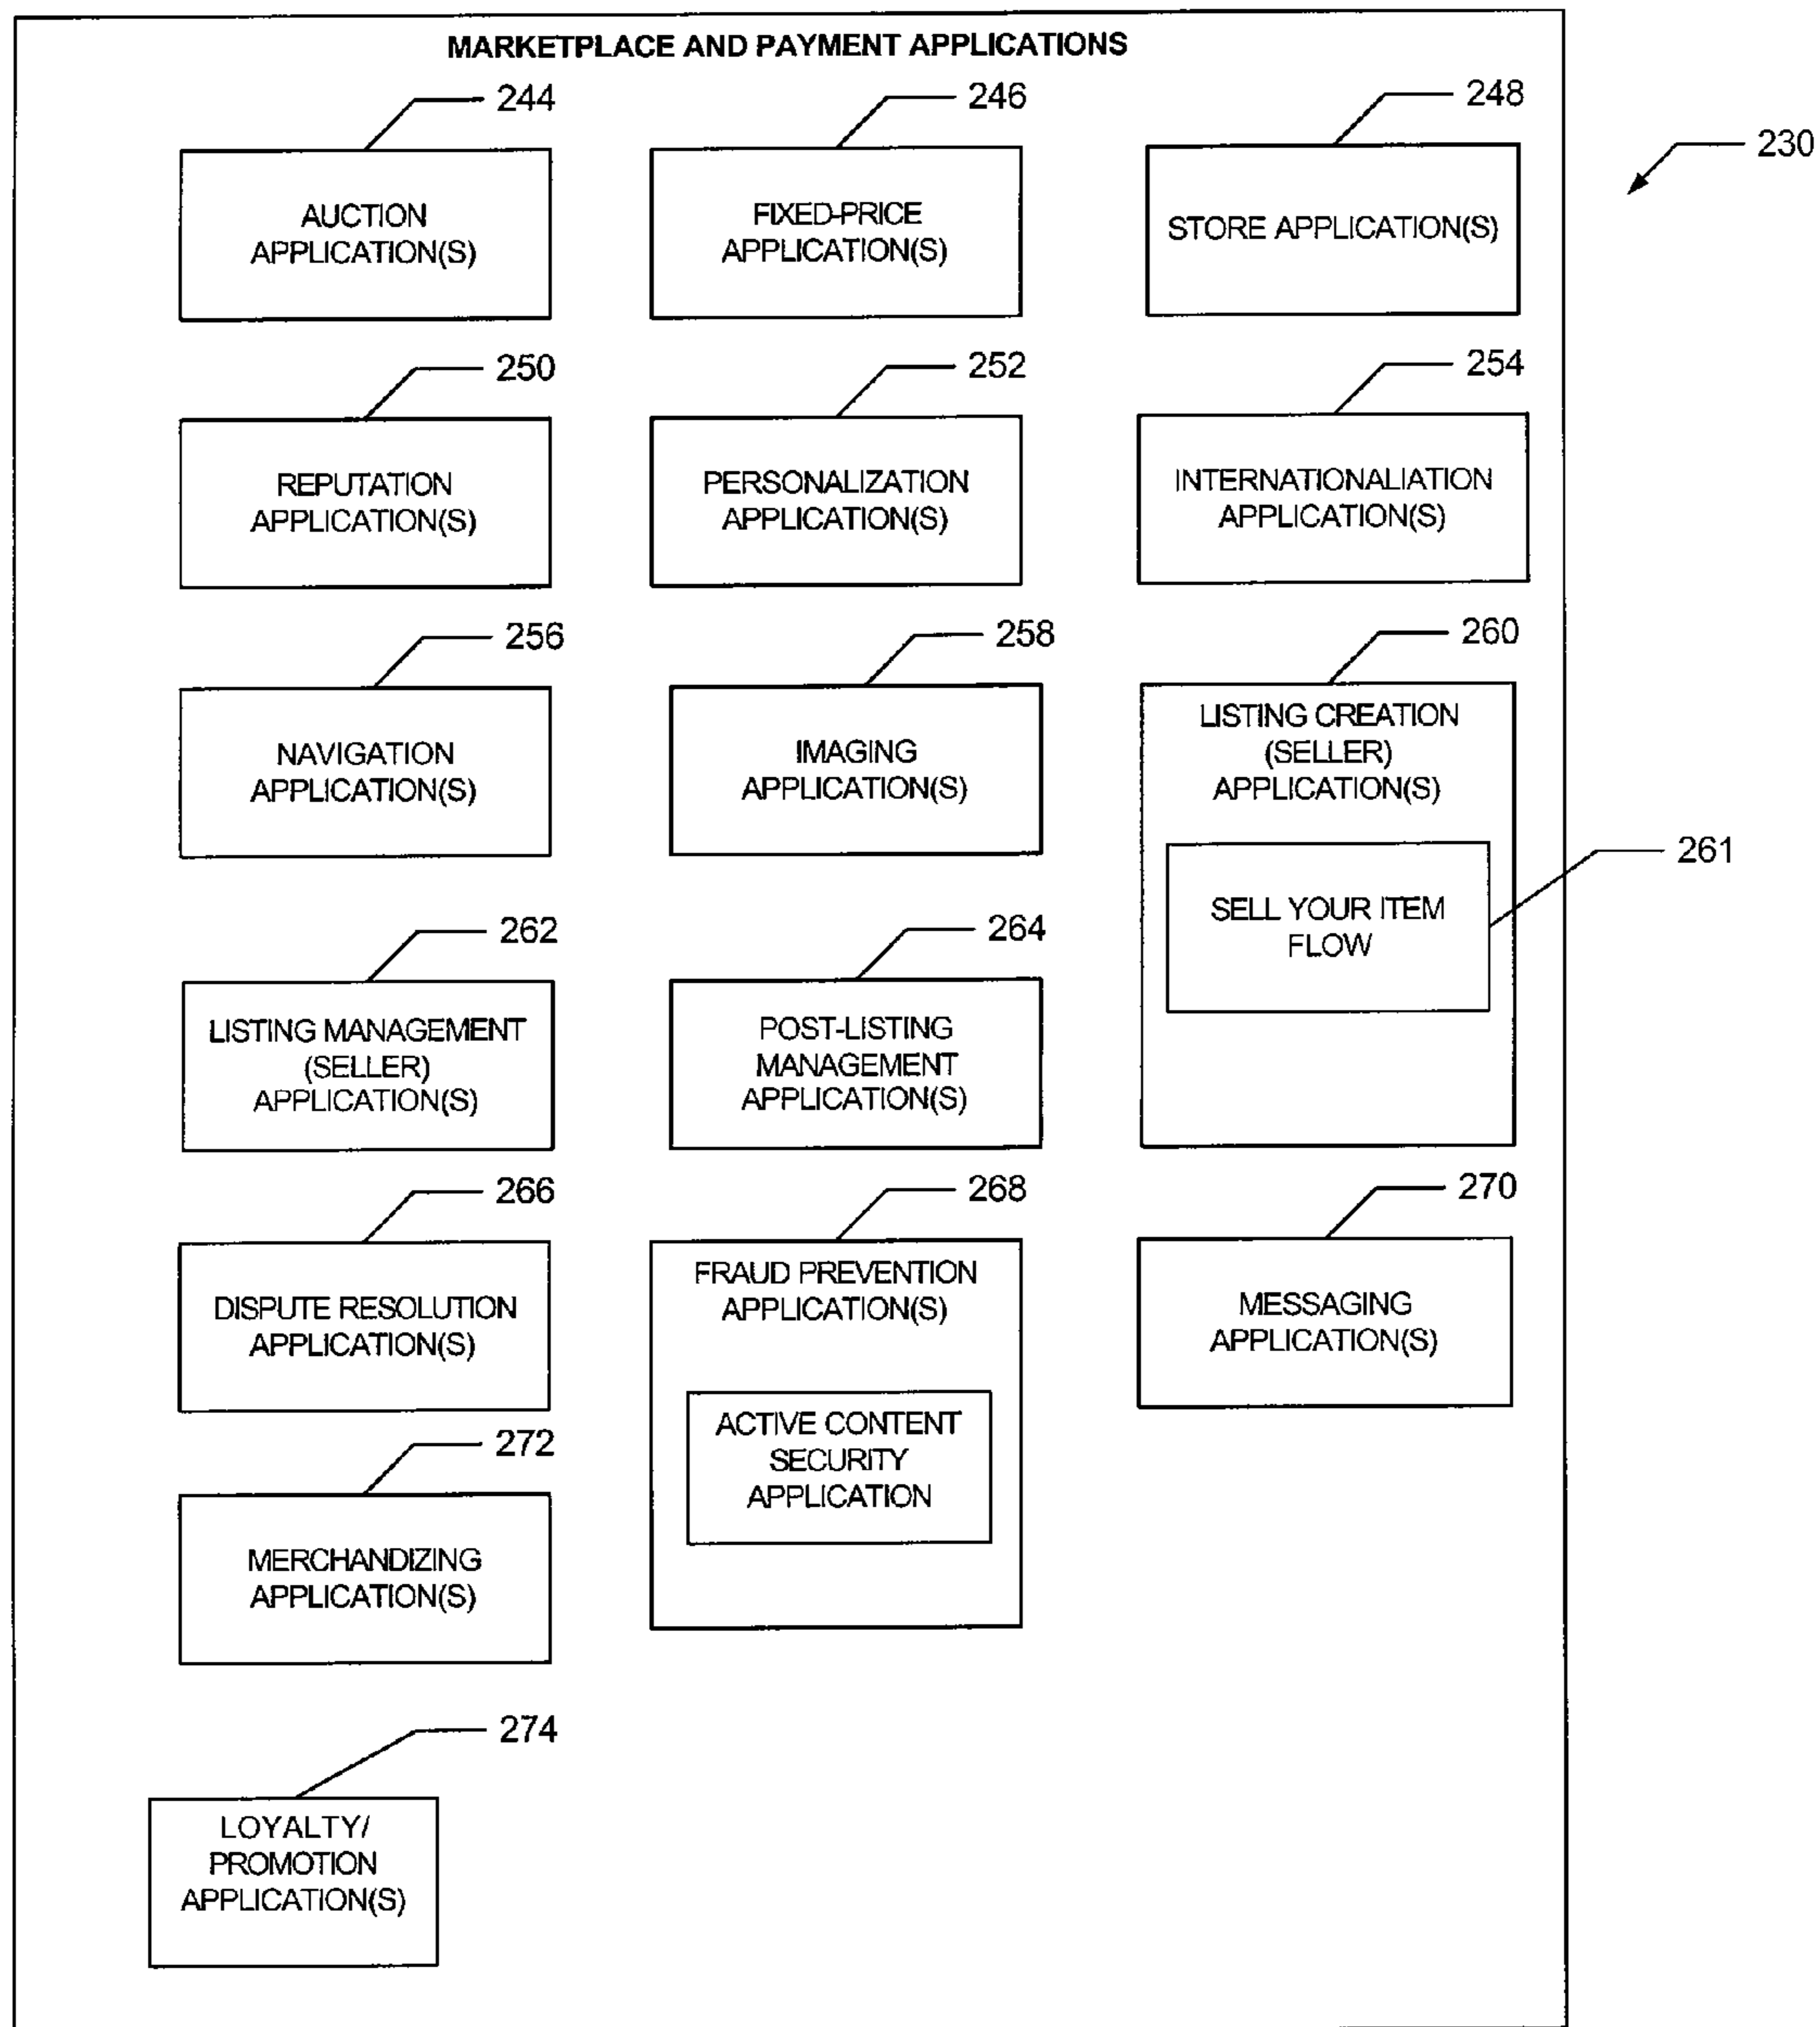 MARKETPLACE AND PAYMENT APPLICATIONS
244
246
248
230
AUCTION
APPLICATION(S)
FIXED-PRICE
APPLICATION(S)
STORE APPLICATION(S)
250
252
254
REPUTATION
APPLICATION(S)
PERSONALIZATION
APPLICATION(S)
INTERNATIONALIATION
APPLICATION(S)
256
258
260
NAVIGATION
APPLICATION(S)
IMAGING
APPLICATION(S)
LISTING CREATION
(SELLER)
APPLICATION(S)
261
SELL YOUR ITEM
FLOW
262
264
LISTING MANAGEMENT
(SELLER)
APPLICATION(S)
POST-LISTING
MANAGEMENT
APPLICATION(S)
266
268
270
DISPUTE RESOLUTION
APPLICATION(S)
FRAUD PREVENTION
APPLICATION(S)
ACTIVE CONTENT
SECURITY
APPLICATION
MESSAGING
APPLICATION(S)
272
MERCHANDIZING
APPLICATION(S)
274
LOYALTY/
PROMOTION
APPLICATION(S)